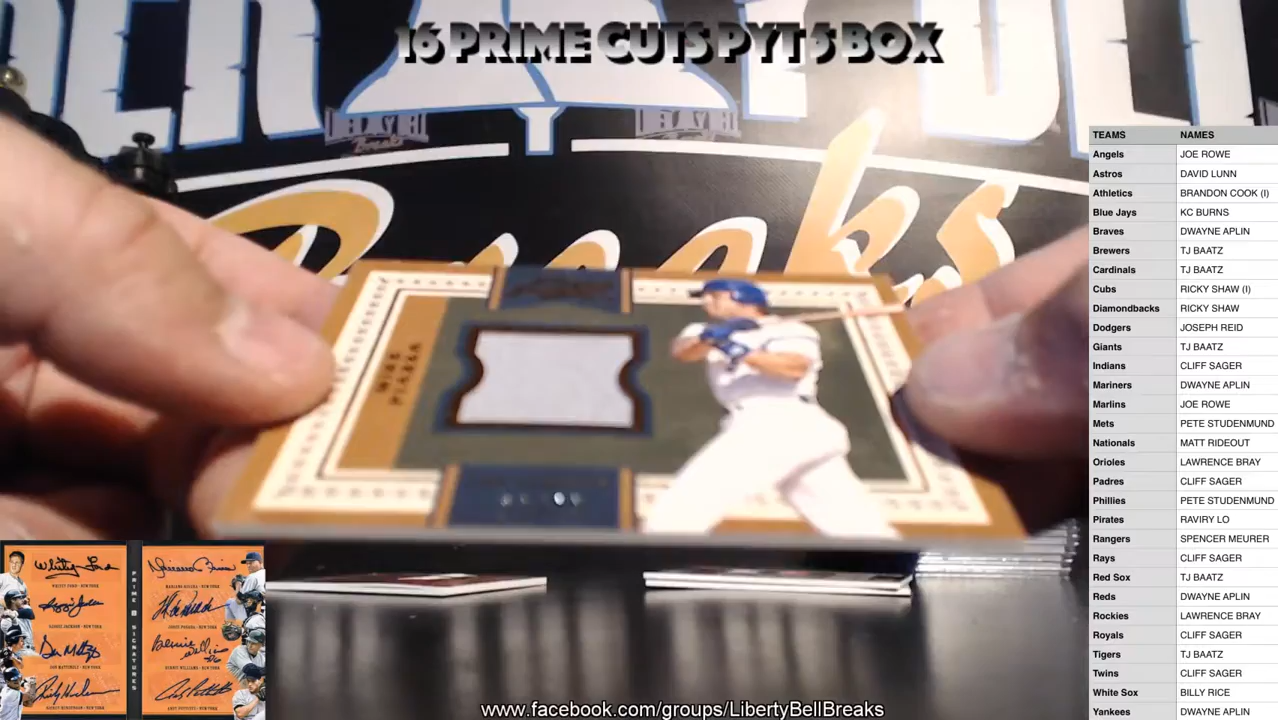 16 PRIME CUTS PYT 5 BOX
Breaks
MIKE
PIAZZA
TEAMS NAMES
Angels JOE ROWE
Astros DAVID LUNN
Athletics BRANDON COOK (I)
Blue Jays KC BURNS
Braves DWAYNE APLIN
Brewers TJ BAATZ
Cardinals TJ BAATZ
Cubs RICKY SHAW (I)
Diamondbacks RICKY SHAW
Dodgers JOSEPH REID
Giants TJ BAATZ
Indians CLIFF SAGER
Mariners DWAYNE APLIN
Marlins JOE ROWE
Mets PETE STUDENMUND
Nationals MATT RIDEOUT
Orioles LAWRENCE BRAY
Padres CLIFF SAGER
Phillies PETE STUDENMUND
Pirates RAVIRY LO
Rangers SPENCER MEURER
Rays CLIFF SAGER
Red Sox TJ BAATZ
Reds DWAYNE APLIN
Rockies LAWRENCE BRAY
Royals CLIFF SAGER
Tigers TJ BAATZ
Twins CLIFF SAGER
White Sox BILLY RICE
Yankees DWAYNE APLIN
PRIME SIGNATURES
www.facebook.com/groups/LibertyBellBreaks